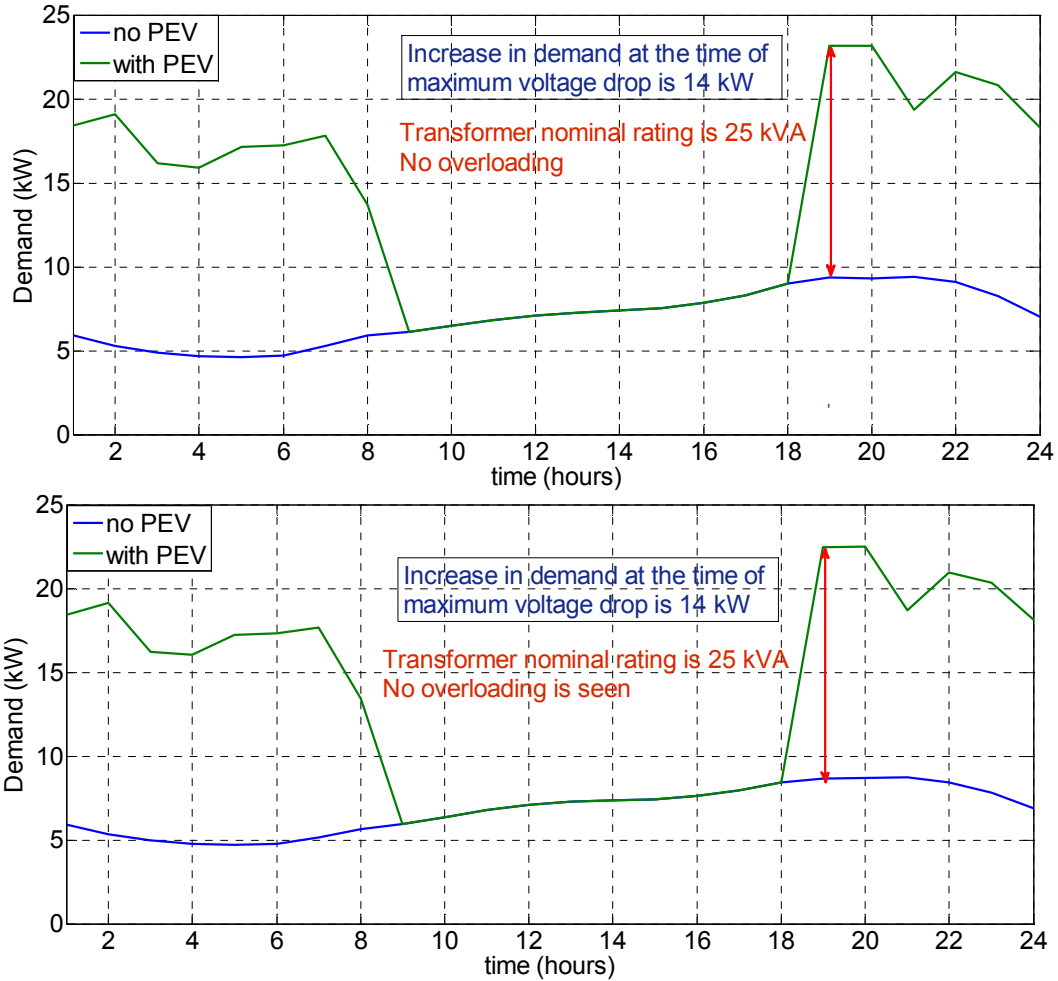 25
no PEV
with PEV
Increase in demand at the time of
maximum voltage drop is 14 kW
20
Transformer nominal rating is 25 kVA
No overloading
15
Demand (kW)
10
5
0
2 4 6 8 10 12 14 16 18 20 22 24
time (hours)
25
no PEV
with PEV
Increase in demand at the time of
maximum voltage drop is 14 kW
20
Transformer nominal rating is 25 kVA
No overloading is seen
15
Demand (kW)
10
5
0
2 4 6 8 10 12 14 16 18 20 22 24
time (hours)